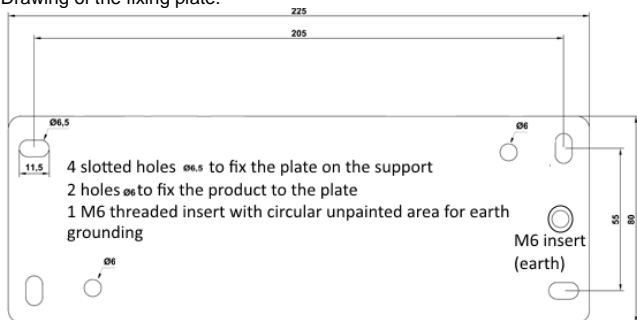 Drawing of the fixing plate:
225
205
Ø6,5
Ø6
11,5
4 slotted holes ø6,5 to fix the plate on the support
2 holes ø6 to fix the product to the plate
1 M6 threaded insert with circular unpainted area for earth
grounding
55
80
M6 insert
(earth)
Ø6